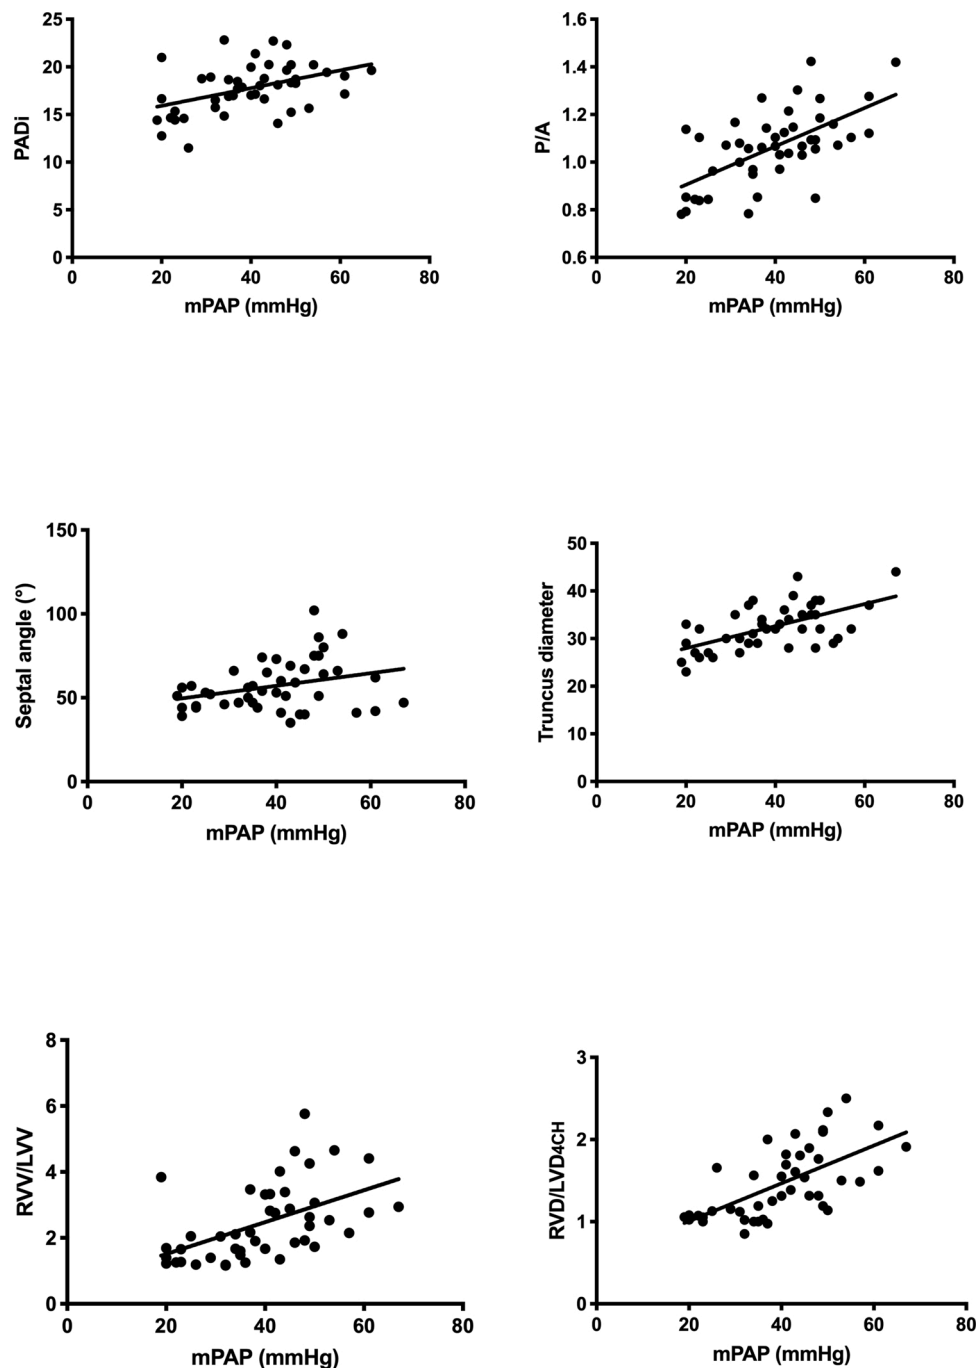 25
20
15
10
5
0
PADi
0 20 40 60 80
mPAP (mmHg)
1.6
1.4
1.2
1.0
0.8
0.6
P/A
0 20 40 60 80
mPAP (mmHg)
150
100
50
0
Septal angle (°)
0 20 40 60 80
mPAP (mmHg)
50
40
30
20
10
0
Truncus diameter
0 20 40 60 80
mPAP (mmHg)
8
6
4
2
0
RVV/LVV
0 20 40 60 80
mPAP (mmHg)
3
2
1
0
RVD/LVD4CH
0 20 40 60 80
mPAP (mmHg)